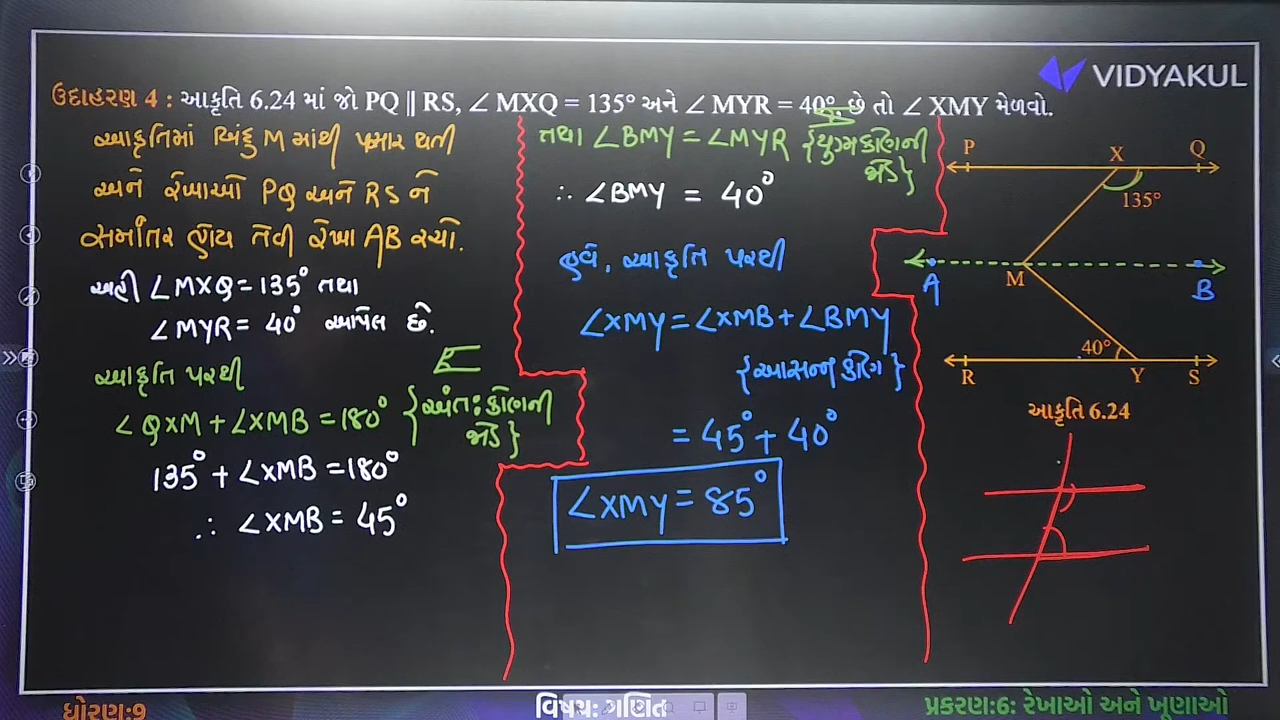 VIDYAKUL
ઉદાહરણ 4 : આકૃતિ 6.24 માં જો PQ || RS, ∠ MXQ = 135° અને ∠ MYR = 40° છે તો ∠ XMY મેળવો.
આકૃતિમાં બિંદુ M માંથી પસાર થતી
અને રેખાઓ PQ અને RS ને
સમાંતર હોય તેવી રેખા AB રચો.
અહી ∠MXQ = 135° તથા
∠MYR = 40° આપેલ છે.
આકૃતિ પરથી
∠QXM + ∠XMB = 180° {અંતઃકોણની
જોડ}
135° + ∠XMB = 180°
∴ ∠XMB = 45°
તથા ∠BMY = ∠MYR {યુગ્મકોણની
જોડ}
∴ ∠BMY = 40°
હવે, આકૃતિ પરથી
∠XMY = ∠XMB + ∠BMY
{આસન્ન કોણ}
= 45° + 40°
∠XMY = 85°
P X Q
135°
A M B
40°
R Y S
આકૃતિ 6.24
ધોરણ:9
વિષય: ગણિત
પ્રકરણ:6: રેખાઓ અને ખૂણાઓ